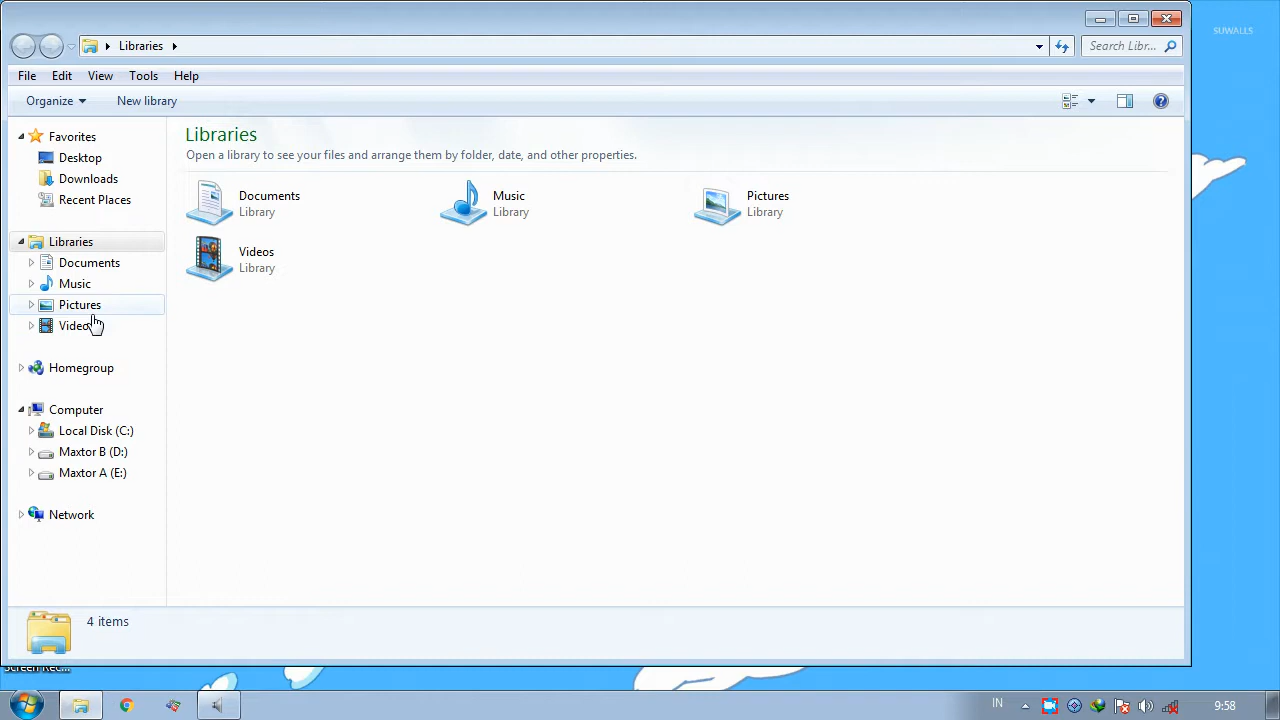 SUWALLS
Libraries
Search Libr...
File Edit View Tools Help
Organize New library
Favorites
Desktop
Downloads
Recent Places
Libraries
Documents
Music
Pictures
Homegroup
Computer
Local Disk (C:)
Maxtor B (D:)
Maxtor A (E:)
Network
Libraries
Open a library to see your files and arrange them by folder, date, and other properties.
Documents
Library
Music
Library
Pictures
Library
Videos
Library
4 items
Screen Rec...
IN 9:58